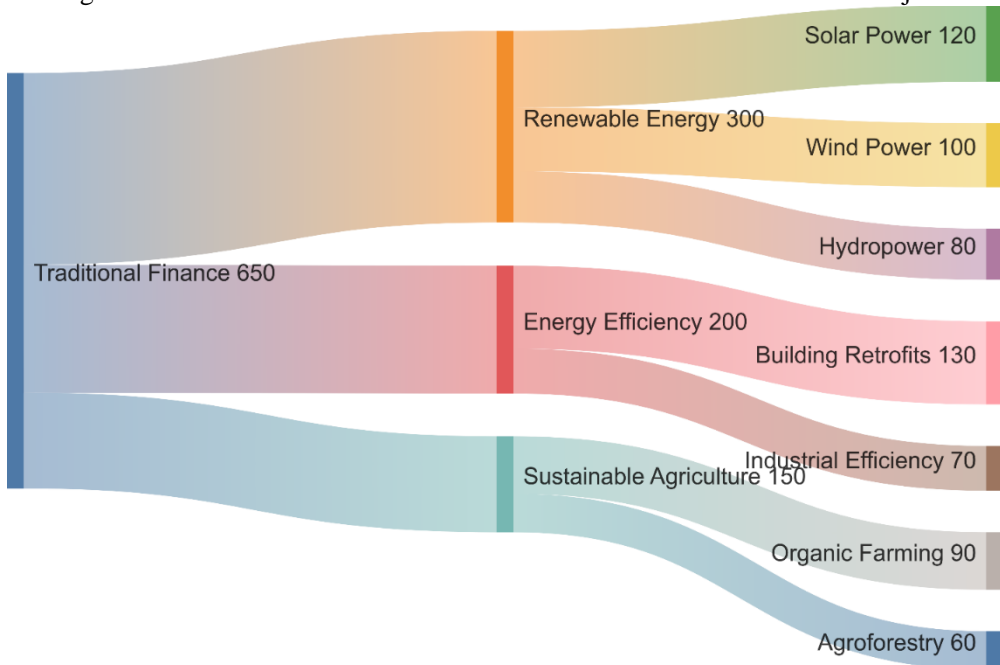 Solar Power 120
Renewable Energy 300
Wind Power 100
Hydropower 80
Traditional Finance 650
Energy Efficiency 200
Building Retrofits 130
Industrial Efficiency 70
Sustainable Agriculture 150
Organic Farming 90
Agroforestry 60